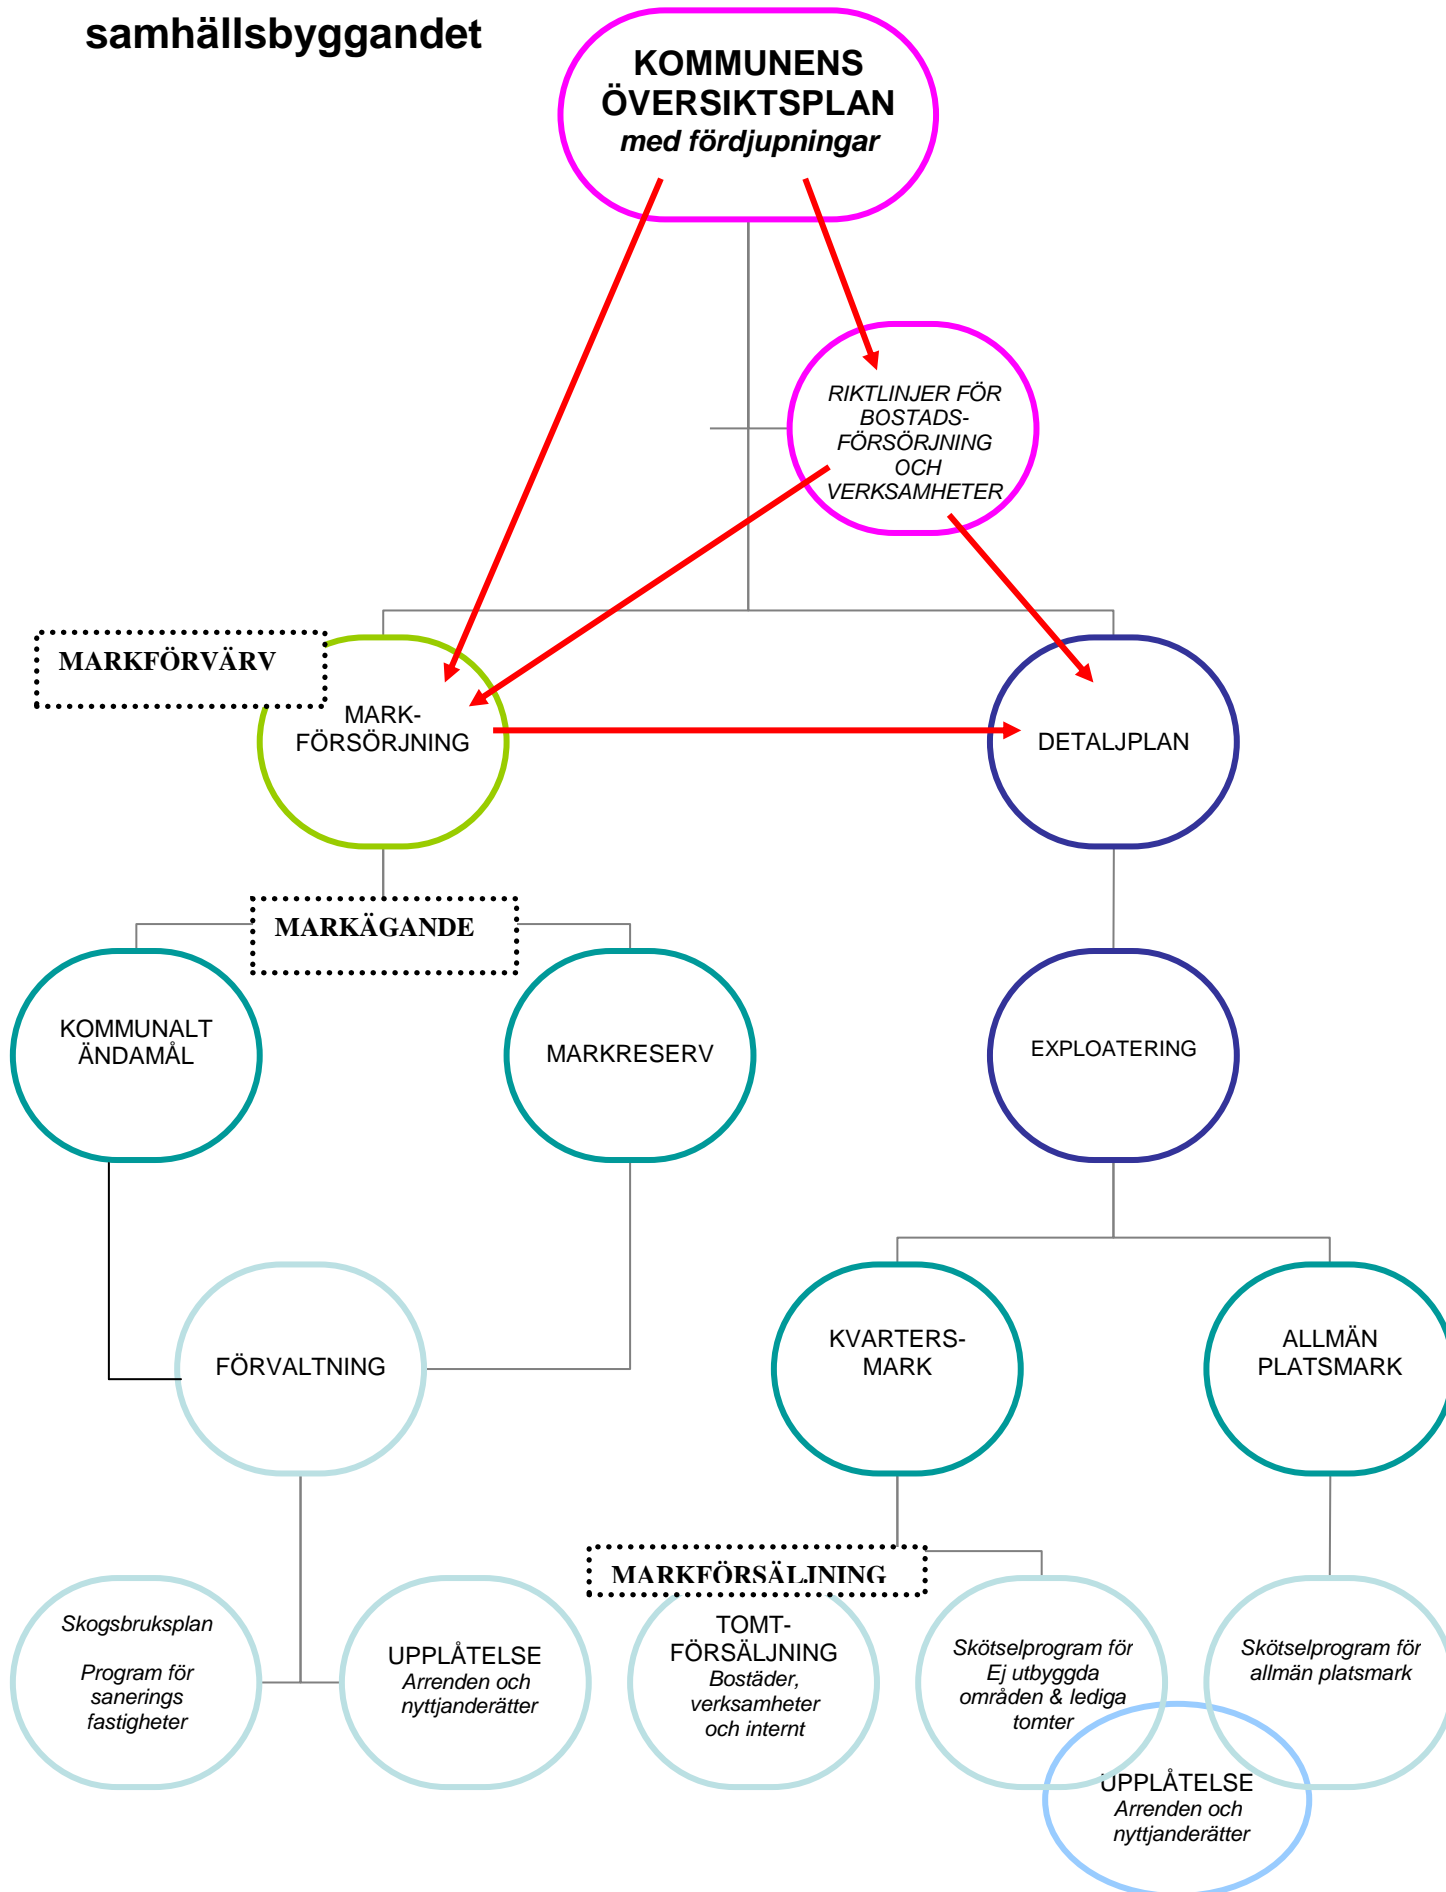 samhällsbyggandet
KOMMUNENS
ÖVERSIKTSPLAN
med fördjupningar
RIKTLINJER FÖR
BOSTADS-
FÖRSÖRJNING
OCH
VERKSAMHETER
MARKFÖRVÄRV
MARK-
FÖRSÖRJNING
DETALJPLAN
MARKÄGANDE
KOMMUNALT
ÄNDAMÅL
MARKRESERV
EXPLOATERING
FÖRVALTNING
KVARTERS-
MARK
ALLMÄN
PLATSMARK
MARKFÖRSÄLJNING
Skogsbruksplan
Program för
sanerings
fastigheter
UPPLÅTELSE
Arrenden och
nyttjanderätter
TOMT-
FÖRSÄLJNING
Bostäder,
verksamheter
och internt
Skötselprogram för
Ej utbyggda
områden & lediga
tomter
Skötselprogram för
allmän platsmark
UPPLÅTELSE
Arrenden och
nyttjanderätter